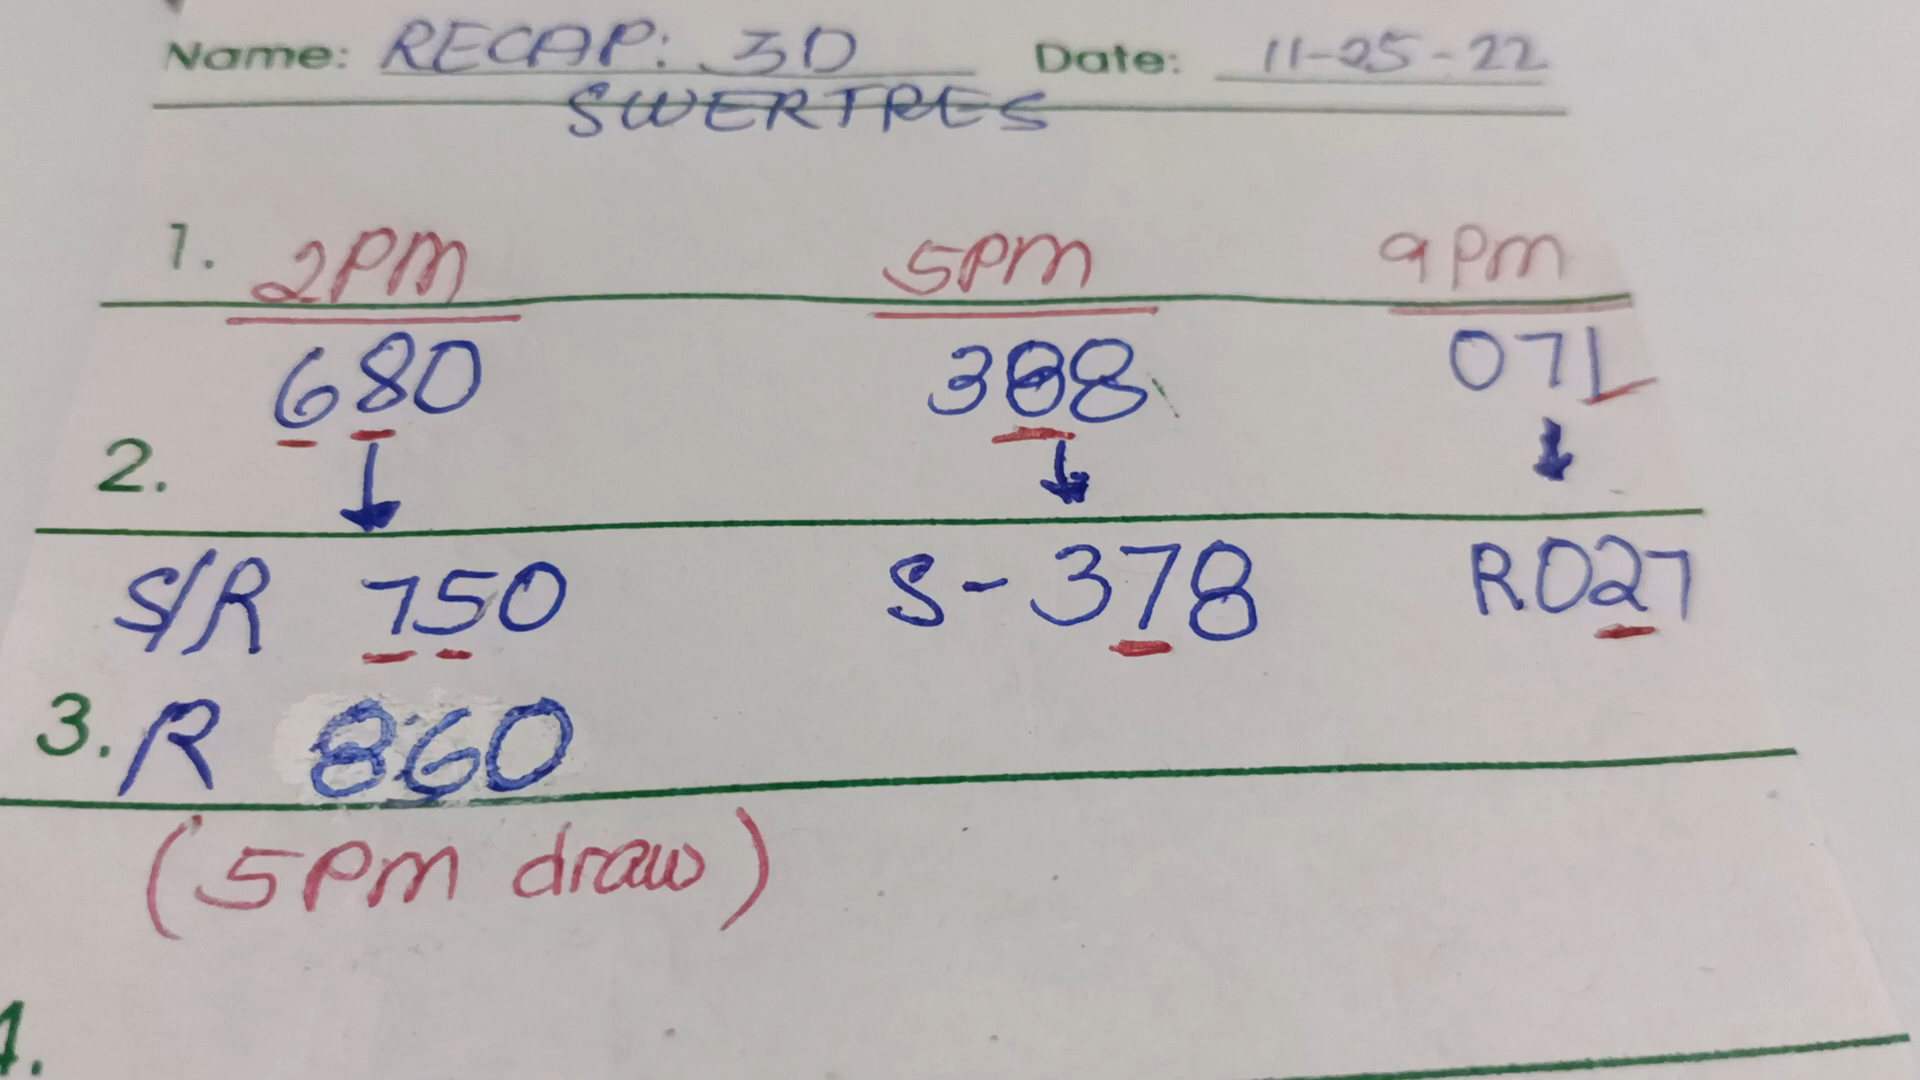 Name: RECAP: 3D Date: 11-25-22
SWERTRES
1. 2PM 5PM 9PM
680 388 071
2.
S/R 750 S-378 R027
3. R 860
(5PM draw)
4.